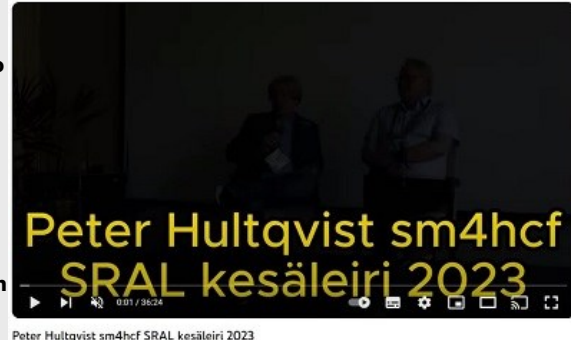 Peter Hultqvist sm4hcf
SRAL kesäleiri 2023
0:01 / 36:24
Peter Hultqvist sm4hcf SRAL kesäleiri 2023